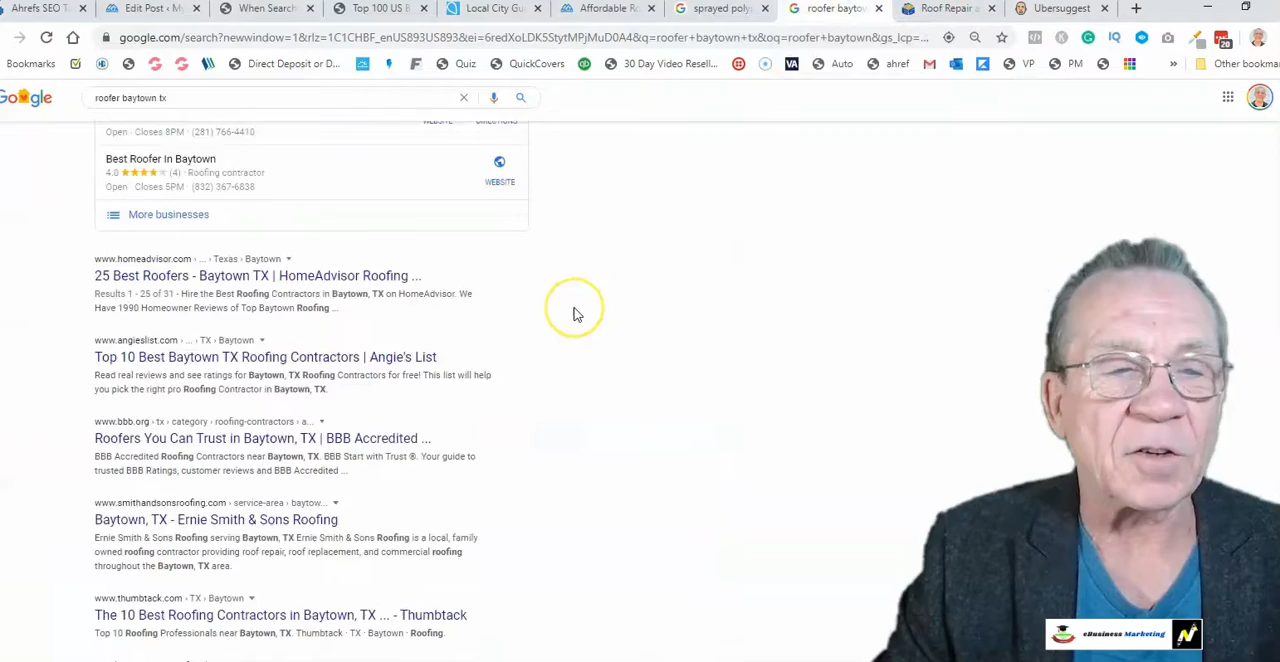 Ahrefs SEO T
Edit Post ‹ My
When Search
Top 100 US B
Local City Gu
Affordable Ro
sprayed poly
roofer baytow
Roof Repair a
Ubersuggest
google.com/search?newwindow=1&rlz=1C1CHBF_enUS893US893&ei=6redXoLDK5StytMPjMuD0A4&q=roofer+baytown+tx&oq=roofer+baytown&gs_lcp=...
20
Bookmarks
Direct Deposit or D...
Quiz
QuickCovers
30 Day Video Resell...
VA
Auto
ahref
VP
PM
»
Other bookmar
Google
roofer baytown tx
WEBSITE
DIRECTIONS
Open · Closes 8PM · (281) 766-4410
Best Roofer In Baytown
4.0 (4) · Roofing contractor
Open · Closes 5PM · (832) 367-6838
WEBSITE
More businesses
www.homeadvisor.com › ... › Texas › Baytown
25 Best Roofers - Baytown TX | HomeAdvisor Roofing ...
Results 1 - 25 of 31 - Hire the Best Roofing Contractors in Baytown, TX on HomeAdvisor. We
Have 1990 Homeowner Reviews of Top Baytown Roofing ...
www.angieslist.com › ... › TX › Baytown
Top 10 Best Baytown TX Roofing Contractors | Angie's List
Read real reviews and see ratings for Baytown, TX Roofing Contractors for free! This list will help
you pick the right pro Roofing Contractor in Baytown, TX.
www.bbb.org › tx › category › roofing-contractors › a...
Roofers You Can Trust in Baytown, TX | BBB Accredited ...
BBB Accredited Roofing Contractors near Baytown, TX. BBB Start with Trust ®. Your guide to
trusted BBB Ratings, customer reviews and BBB Accredited ...
www.smithandsonsroofing.com › service-area › baytow...
Baytown, TX - Ernie Smith & Sons Roofing
Ernie Smith & Sons Roofing serving Baytown, TX Ernie Smith & Sons Roofing is a local, family
owned roofing contractor providing roof repair, roof replacement, and commercial roofing
throughout the Baytown, TX area.
www.thumbtack.com › TX › Baytown
The 10 Best Roofing Contractors in Baytown, TX ... - Thumbtack
Top 10 Roofing Professionals near Baytown, TX. Thumbtack · TX · Baytown · Roofing.
eBusiness Marketing
N